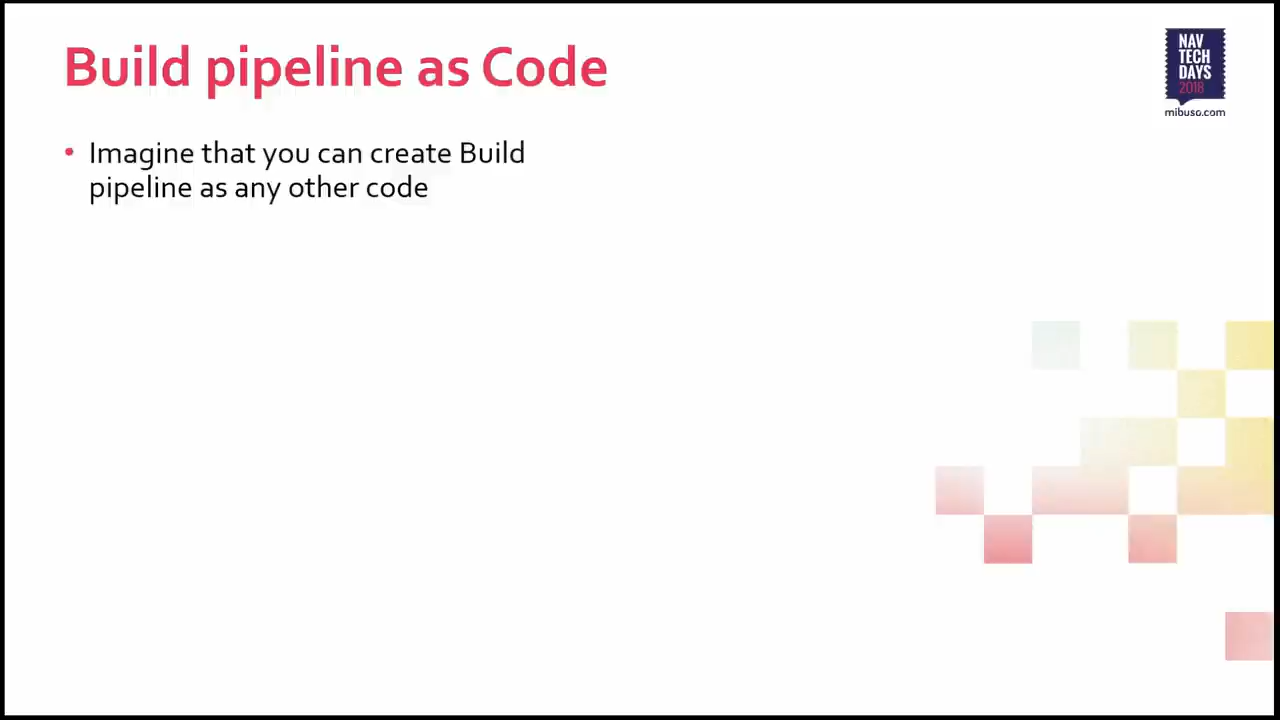 Build pipeline as Code
NAV
TECH
DAYS
2018
mibuso.com
• Imagine that you can create Build
pipeline as any other code